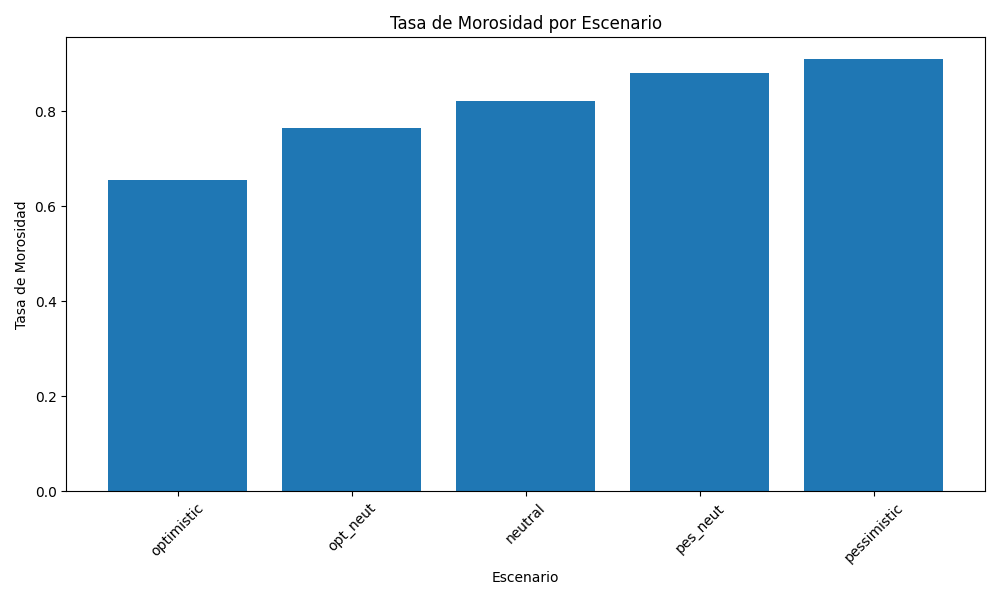 Tasa de Morosidad por Escenario
Tasa de Morosidad
0.8
0.6
0.4
0.2
0.0
optimistic
opt_neut
neutral
pes_neut
pessimistic
Escenario